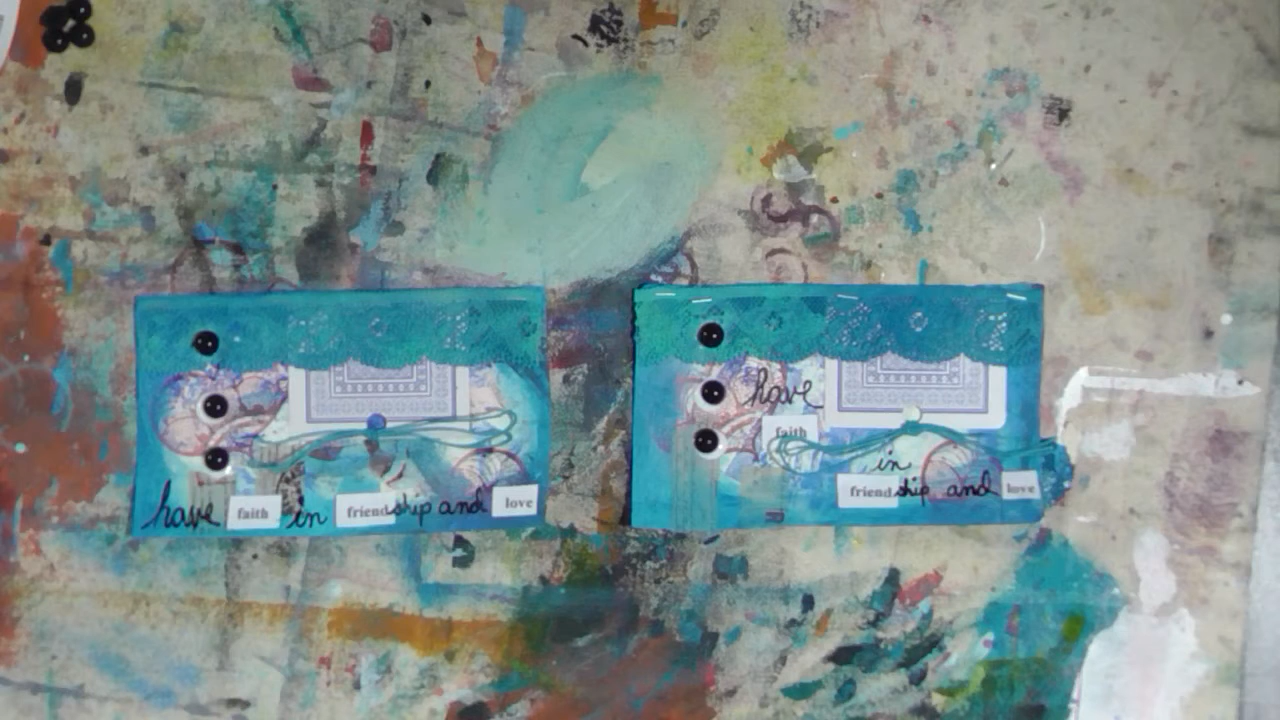 have faith in friendship and love
have
faith
in
friendship and love